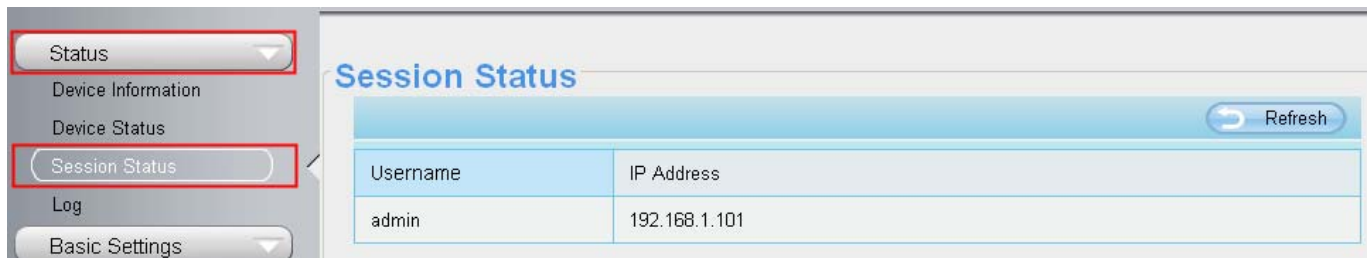 Status
Device Information
Device Status
Session Status
Log
Basic Settings
Session Status
Refresh
Username IP Address
admin 192.168.1.101